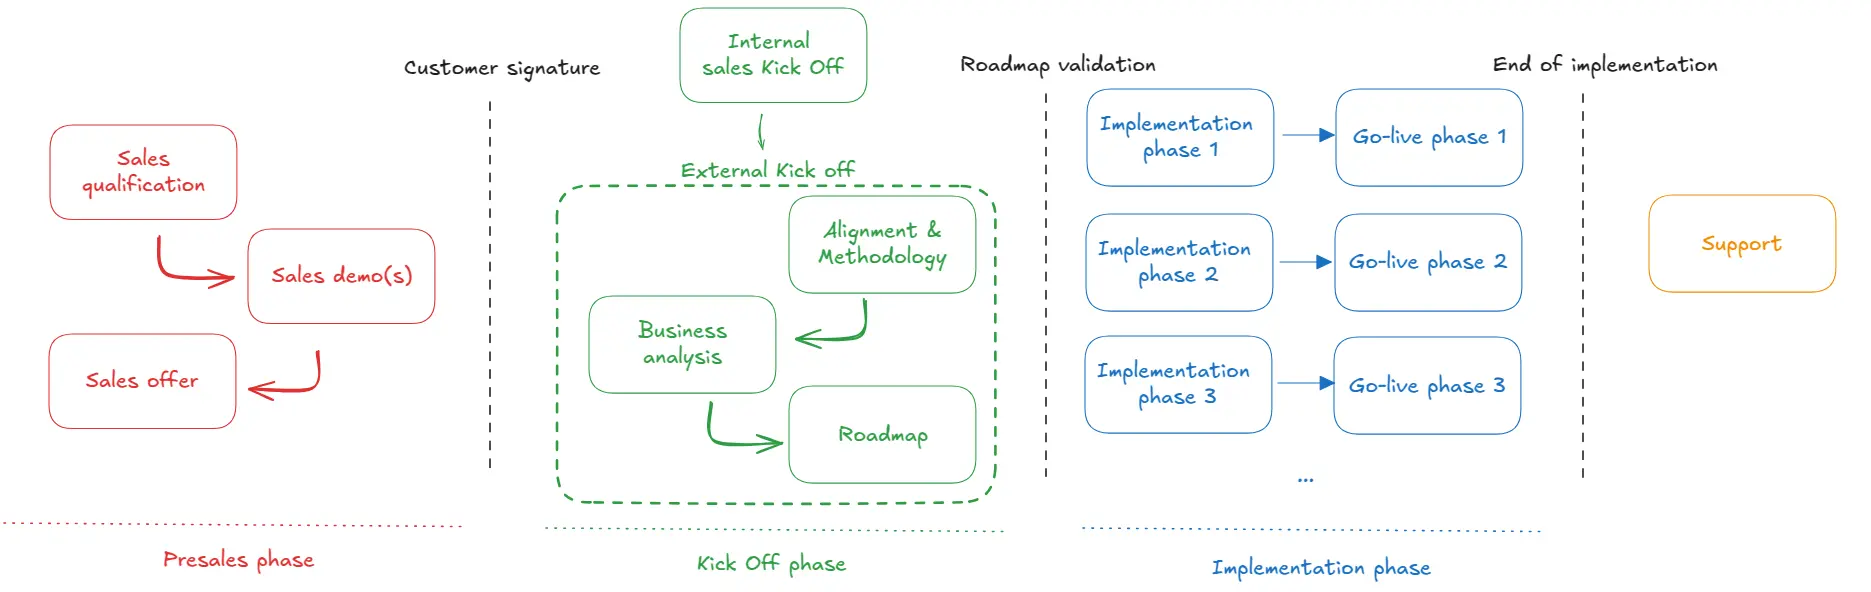 Customer signature
Internal
sales Kick Off
Roadmap validation
End of implementation
Sales
qualification
Sales demo(s)
Sales offer
Presales phase
External Kick off
Alignment &
Methodology
Business
analysis
Roadmap
Kick Off phase
Implementation
phase 1
Go-live phase 1
Implementation
phase 2
Go-live phase 2
Implementation
phase 3
Go-live phase 3
...
Implementation phase
Support